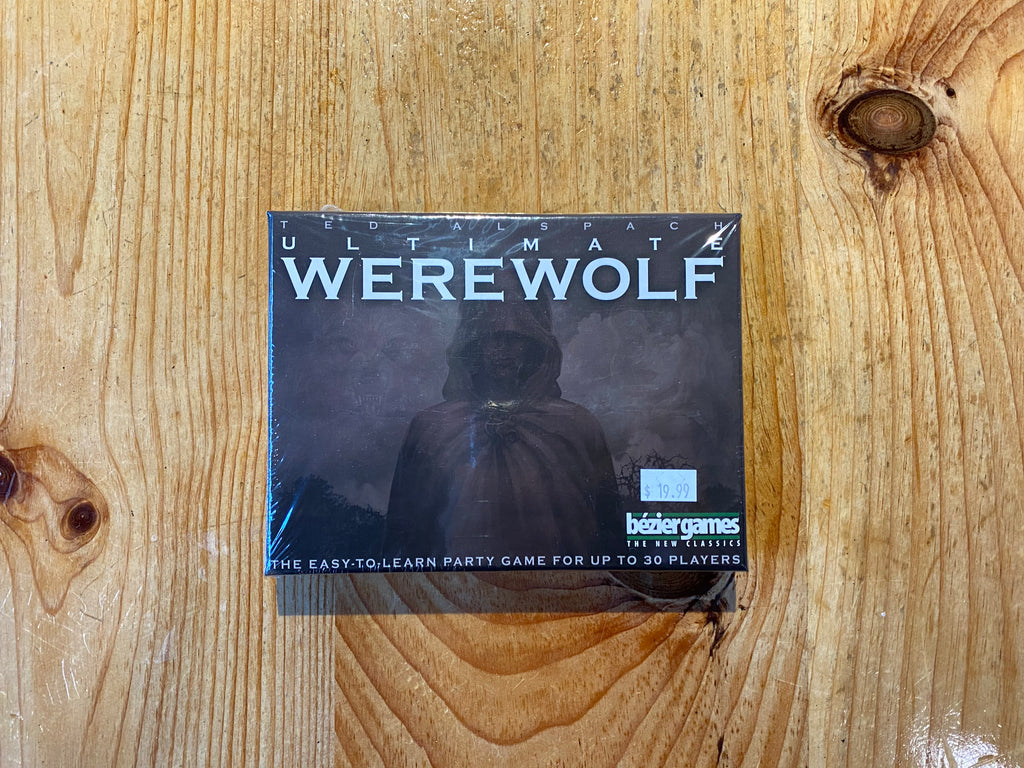 TED ALSPACH
ULTIMATE
WEREWOLF
$ 19.99
béziergames
THE NEW CLASSICS
THE EASY-TO-LEARN PARTY GAME FOR UP TO 30 PLAYERS